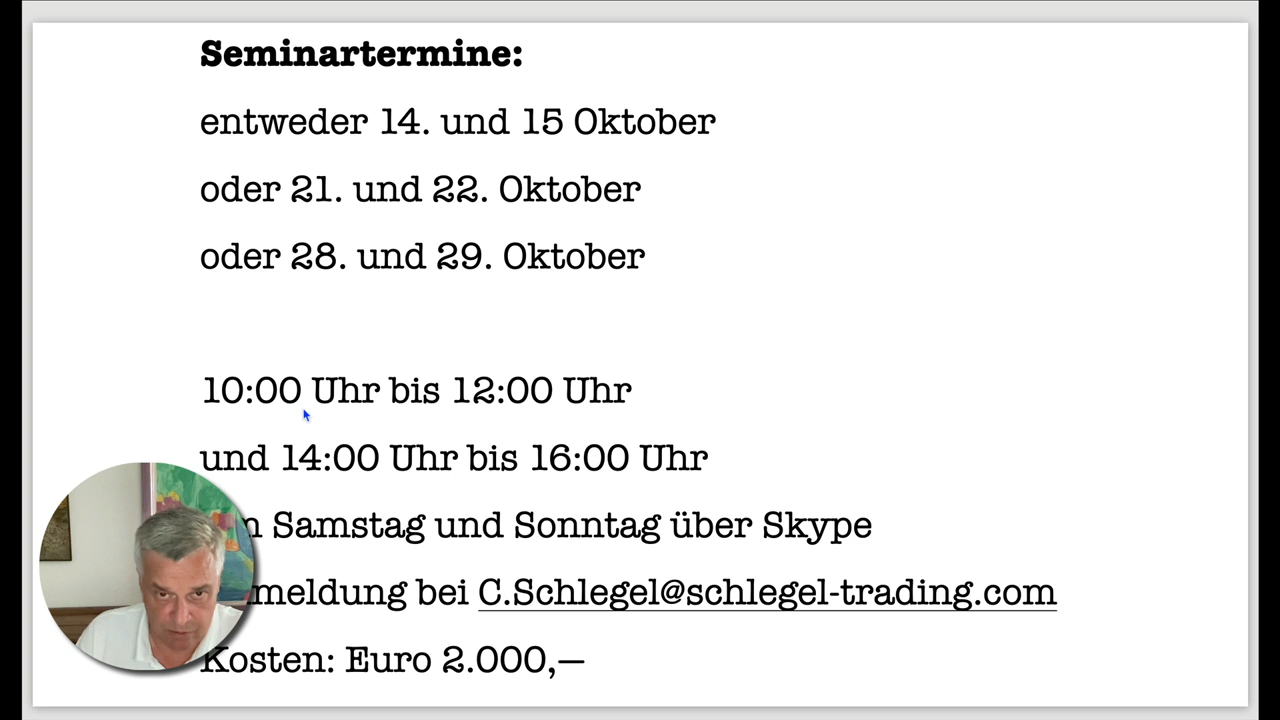 Seminartermine:
entweder 14. und 15 Oktober
oder 21. und 22. Oktober
oder 28. und 29. Oktober
10:00 Uhr bis 12:00 Uhr
und 14:00 Uhr bis 16:00 Uhr
Samstag und Sonntag über Skype
meldung bei C.Schlegel@schlegel-trading.com
Kosten: Euro 2.000,—